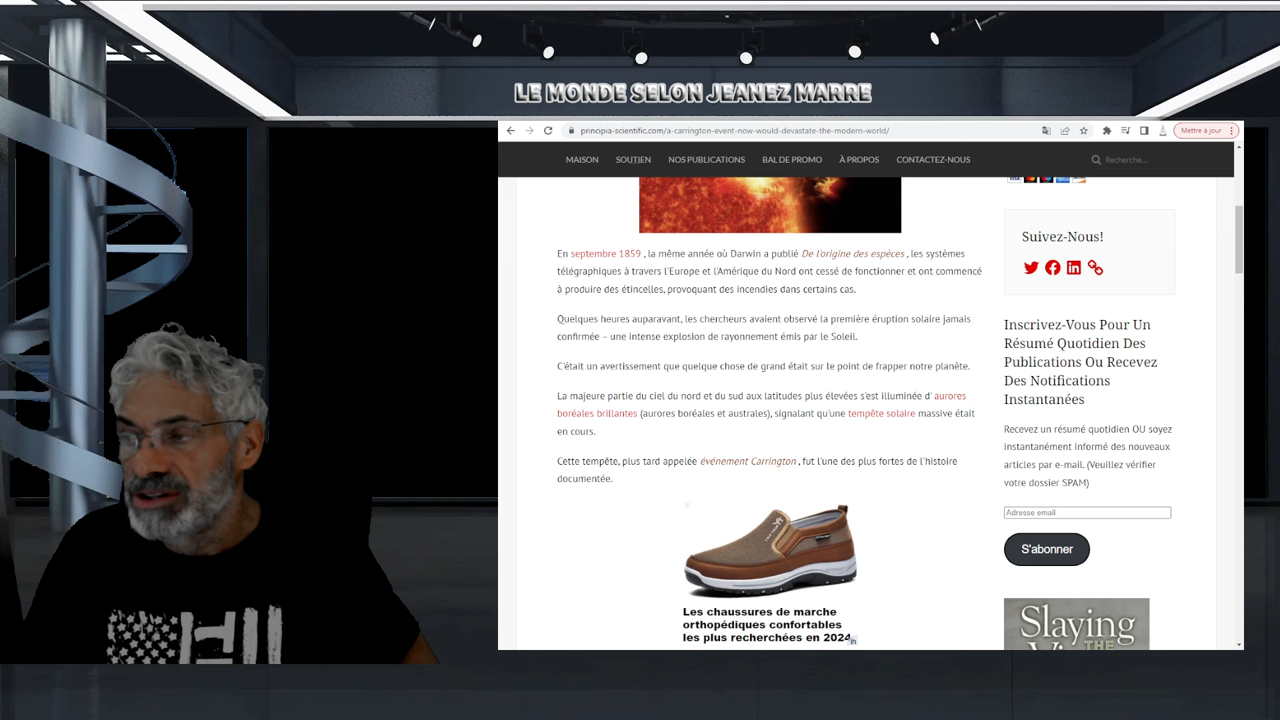 LE MONDE SELON JEANEZ MARRE
principia-scientific.com/a-carrington-event-now-would-devastate-the-modern-world/
Mettre à jour
MAISON SOUTIEN NOS PUBLICATIONS BAL DE PROMO À PROPOS CONTACTEZ-NOUS
Recherche...
En septembre 1859 , la même année où Darwin a publié De l'origine des espèces , les systèmes
télégraphiques à travers l'Europe et l'Amérique du Nord ont cessé de fonctionner et ont commencé
à produire des étincelles, provoquant des incendies dans certains cas.
Quelques heures auparavant, les chercheurs avaient observé la première éruption solaire jamais
confirmée – une intense explosion de rayonnement émis par le Soleil.
C'était un avertissement que quelque chose de grand était sur le point de frapper notre planète.
La majeure partie du ciel du nord et du sud aux latitudes plus élevées s'est illuminée d' aurores
boréales brillantes (aurores boréales et australes), signalant qu'une tempête solaire massive était
en cours.
Cette tempête, plus tard appelée événement Carrington , fut l'une des plus fortes de l'histoire
documentée.
Les chaussures de marche
orthopédiques confortables
les plus recherchées en 2024
VISA
Suivez-Nous!
Inscrivez-Vous Pour Un
Résumé Quotidien Des
Publications Ou Recevez
Des Notifications
Instantanées
Recevez un résumé quotidien OU soyez
instantanément informé des nouveaux
articles par e-mail. (Veuillez vérifier
votre dossier SPAM)
Adresse email
S'abonner
Slaying
THE